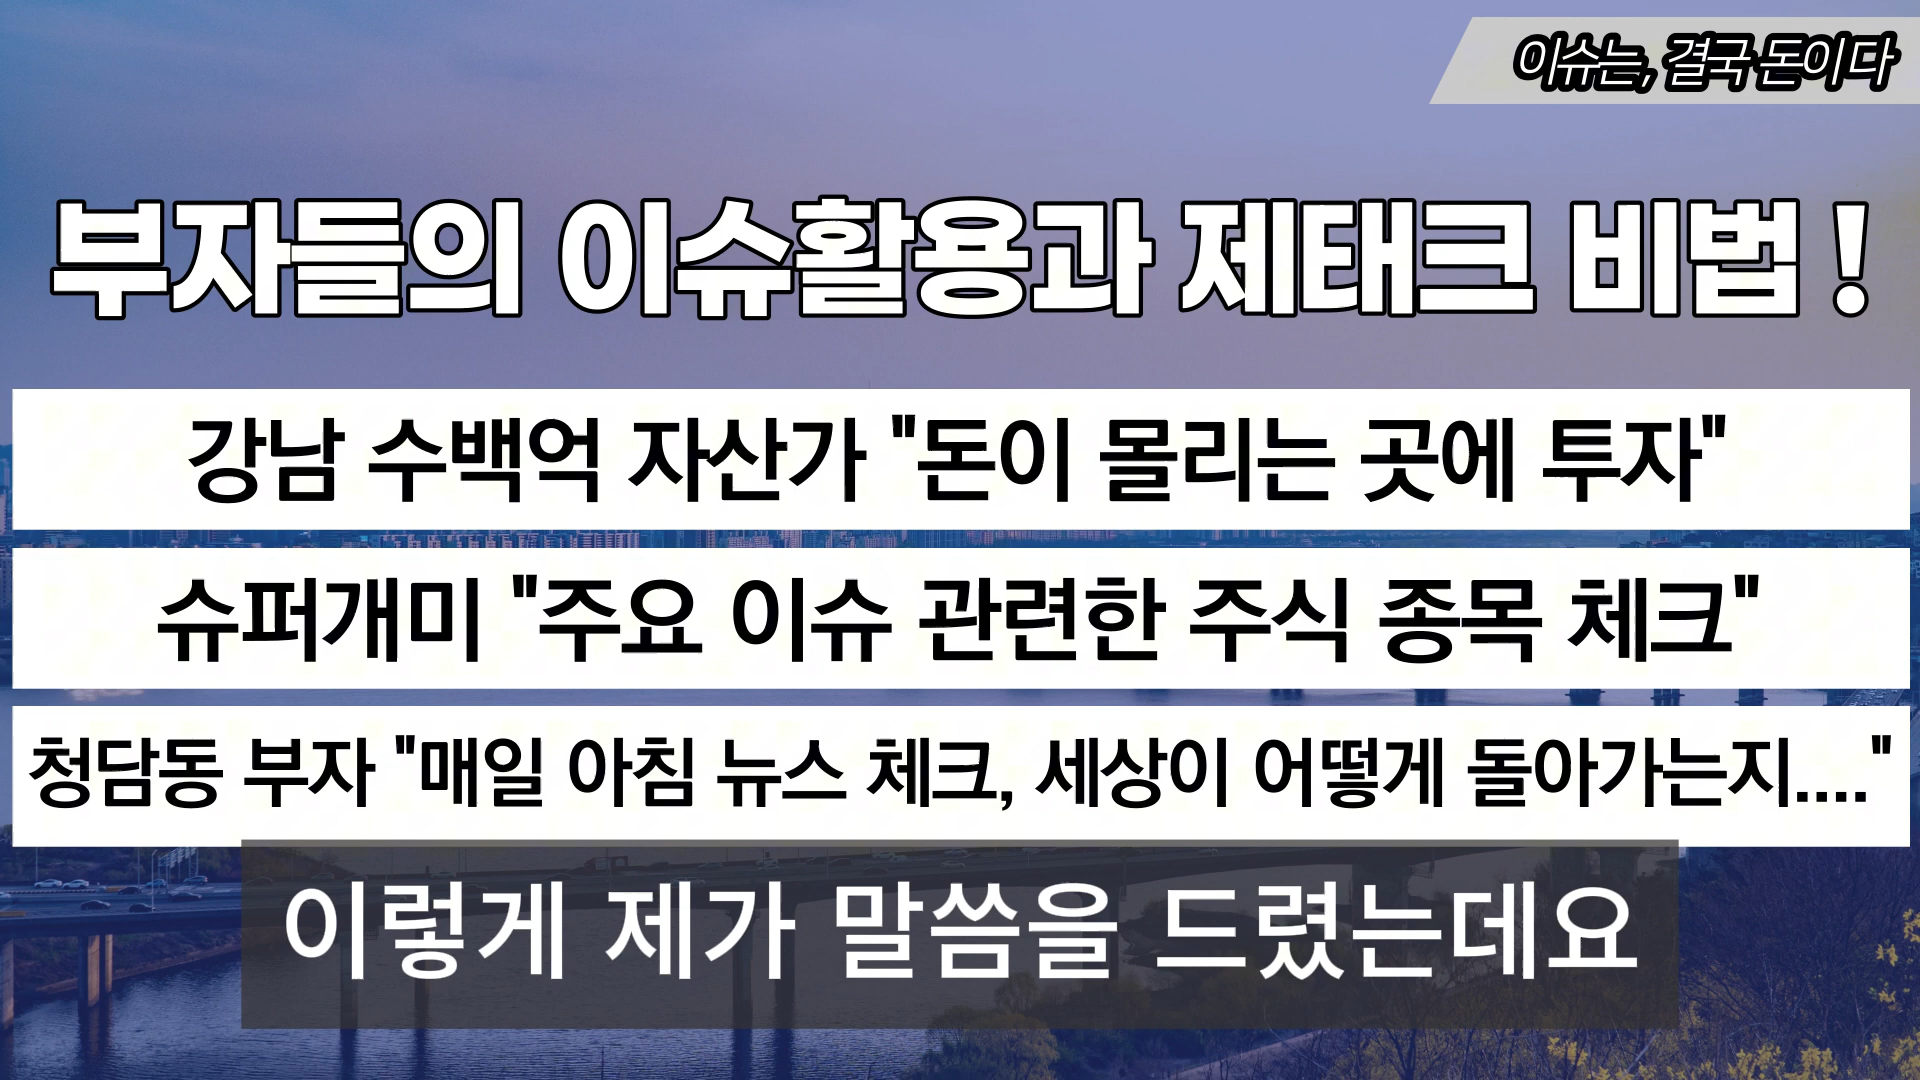 이슈는, 결국 돈이다
부자들의 이슈활용과 제태크 비법 !
강남 수백억 자산가 "돈이 몰리는 곳에 투자"
슈퍼개미 "주요 이슈 관련한 주식 종목 체크"
청담동 부자 "매일 아침 뉴스 체크, 세상이 어떻게 돌아가는지...."
이렇게 제가 말씀을 드렸는데요